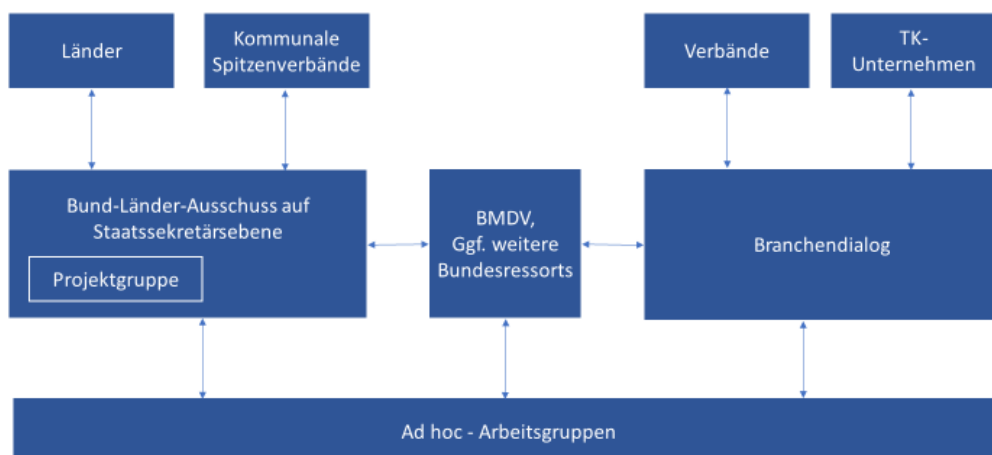 Länder
Kommunale
Spitzenverbände
Verbände
TK-
Unternehmen
Bund-Länder-Ausschuss auf
Staatssekretärsebene
Projektgruppe
BMDV,
Ggf. weitere
Bundesressorts
Branchendialog
Ad hoc - Arbeitsgruppen